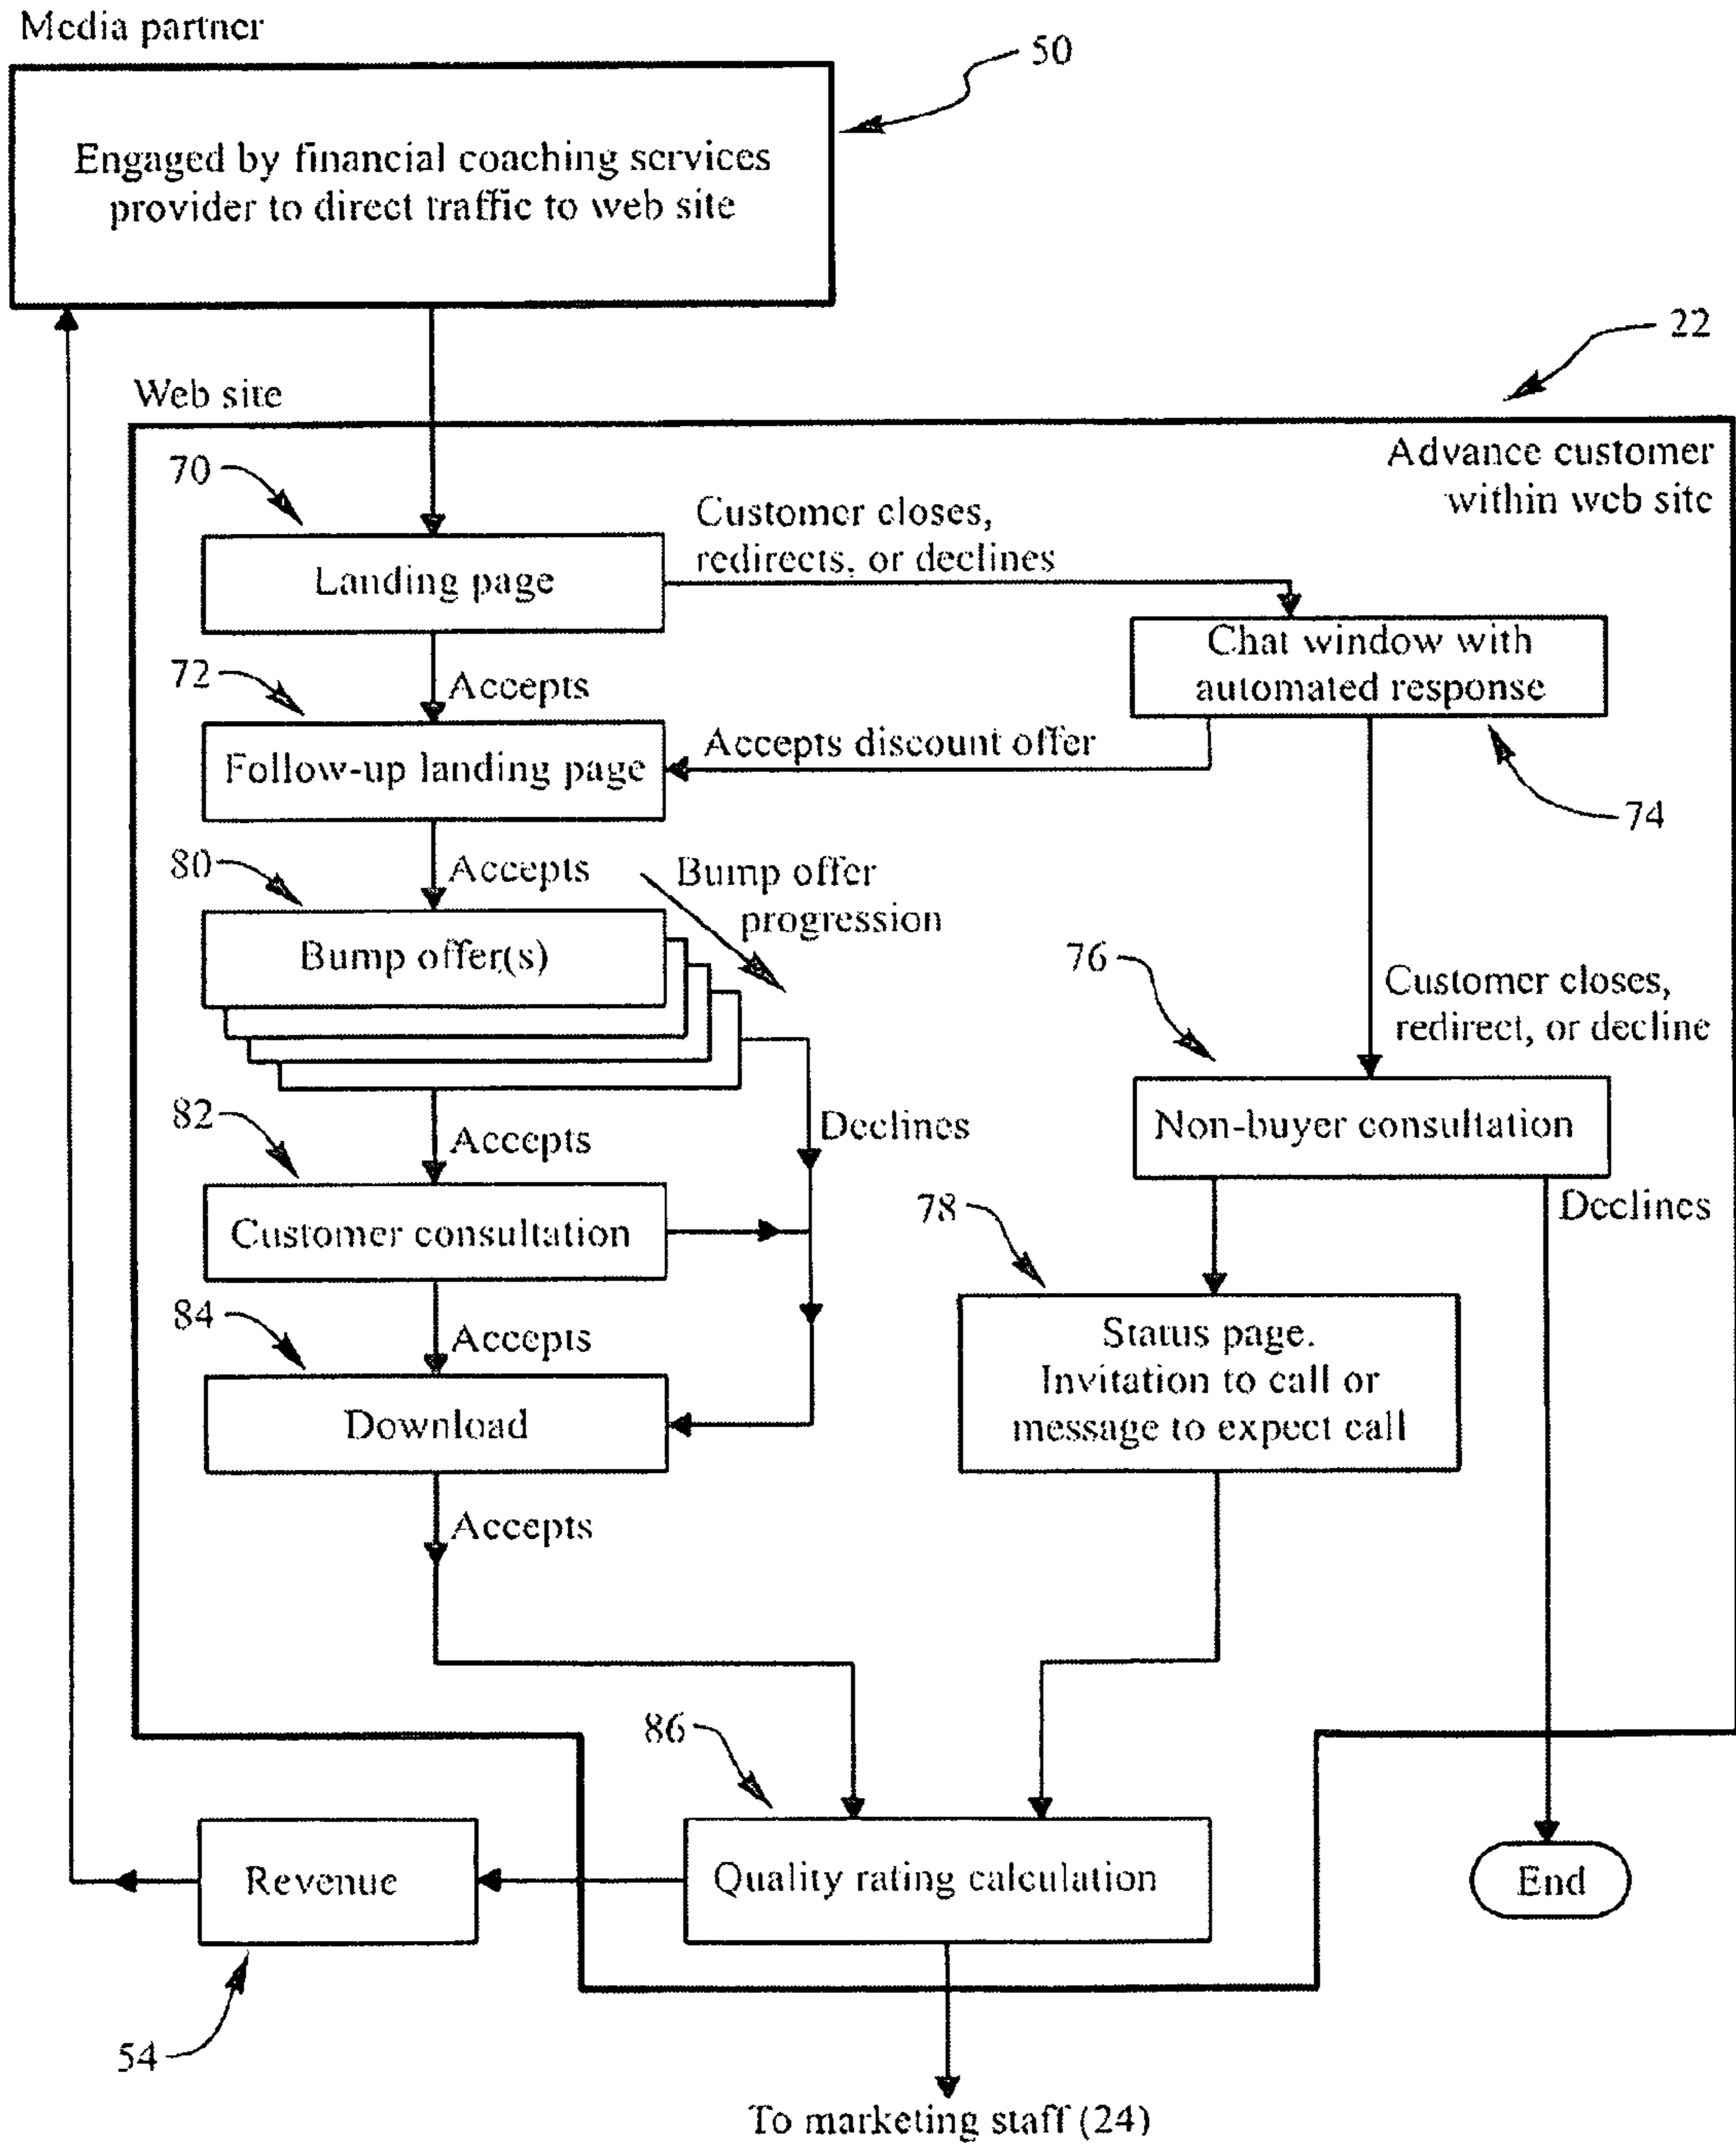 Media partner
50
Engaged by financial coaching services
provider to direct traffic to web site
22
Web site
Advance customer
within web site
70
Customer closes,
redirects, or declines
Landing page
Chat window with
automated response
72
Accepts
Accepts discount offer
Follow-up landing page
74
80
Accepts
Bump offer
progression
Bump offer(s)
76
Customer closes,
redirect, or decline
82
Accepts
Declines
Non-buyer consultation
78
Declines
Customer consultation
84
Accepts
Status page.
Invitation to call or
message to expect call
Download
Accepts
86
Revenue
Quality rating calculation
End
54
To marketing staff (24)